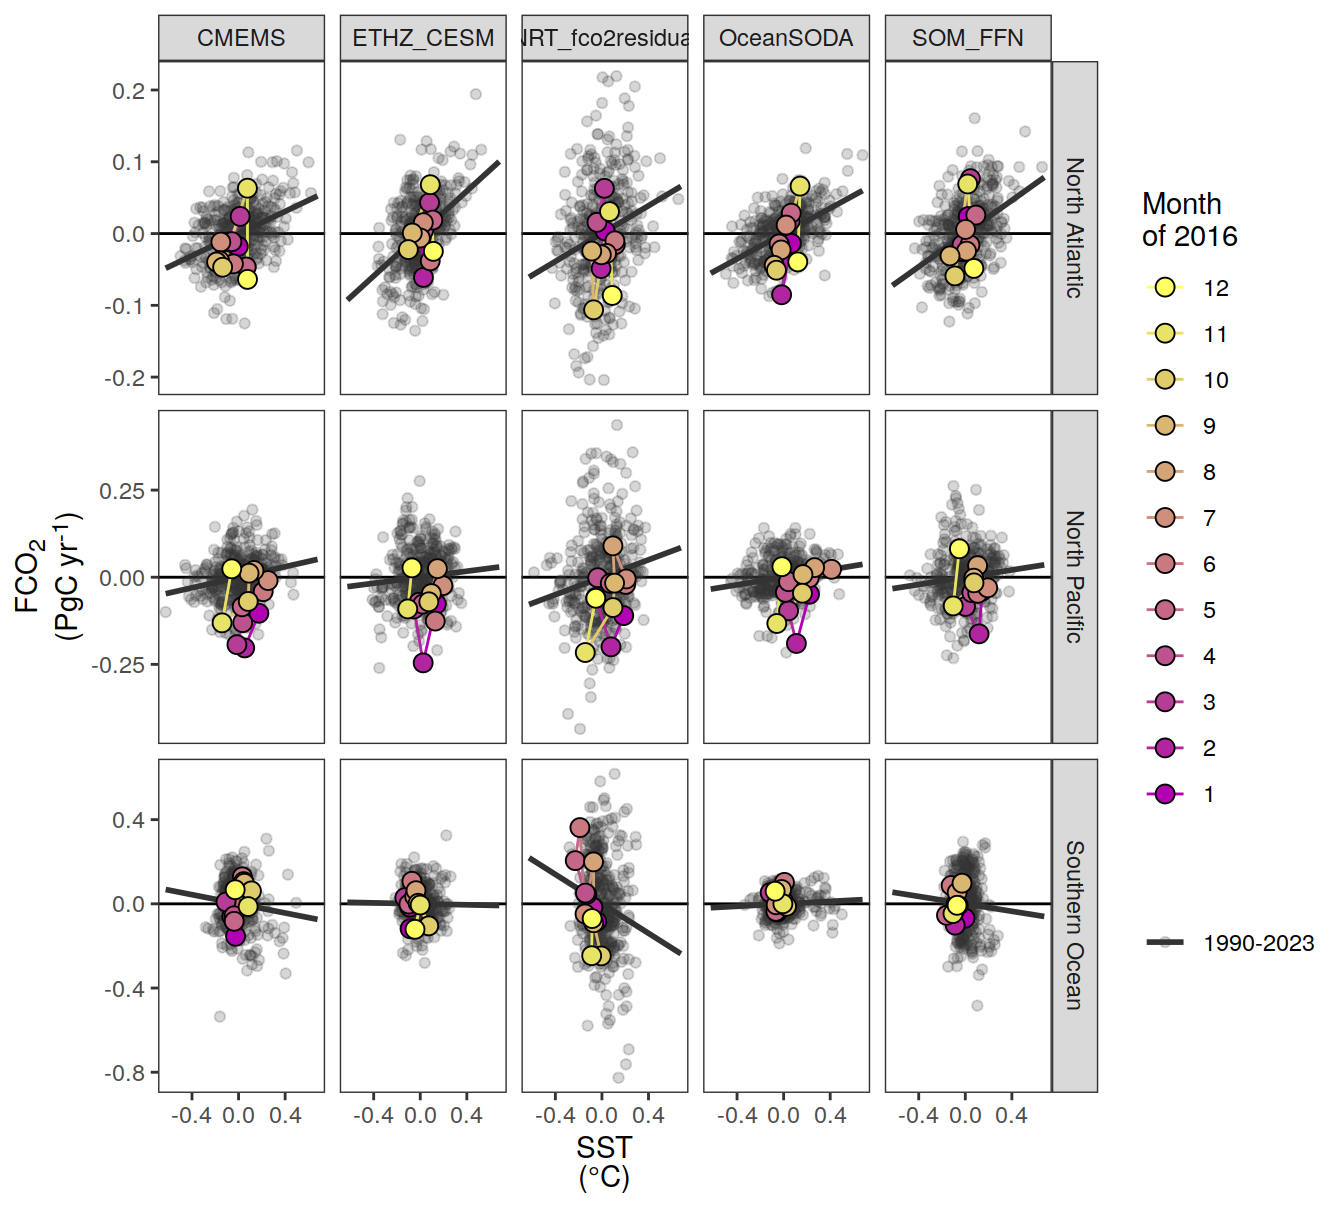 CMEMS ETHZ_CESM NRT_fco2residua OceanSODA SOM_FFN
0.2
0.1
0.0
-0.1
-0.2
North Atlantic
0.25
0.00
-0.25
North Pacific
0.4
0.0
-0.4
-0.8
Southern Ocean
FCO₂
(PgC yr⁻¹)
-0.4 0.0 0.4 -0.4 0.0 0.4 -0.4 0.0 0.4 -0.4 0.0 0.4 -0.4 0.0 0.4
SST
(°C)
Month
of 2016
12
11
10
9
8
7
6
5
4
3
2
1
1990-2023